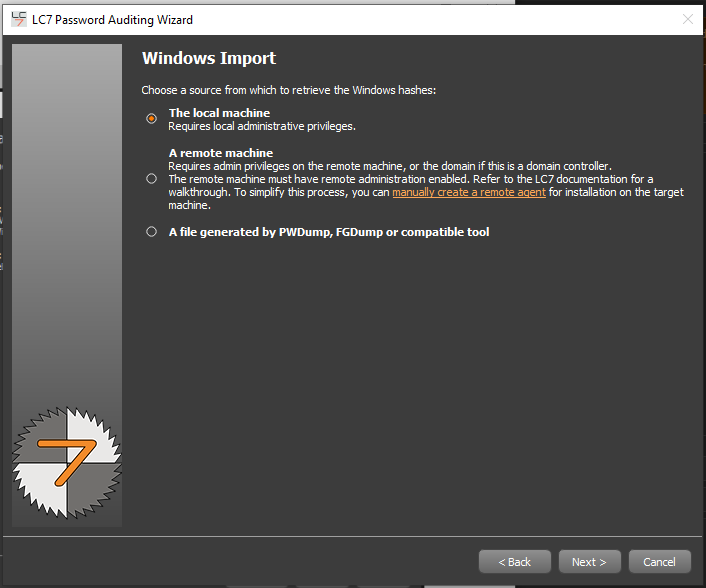 LC7 Password Auditing Wizard
Windows Import
Choose a source from which to retrieve the Windows hashes:
The local machine
Requires local administrative privileges.
A remote machine
Requires admin privileges on the remote machine, or the domain if this is a domain controller.
The remote machine must have remote administration enabled. Refer to the LC7 documentation for a
walkthrough. To simplify this process, you can manually create a remote agent for installation on the target
machine.
A file generated by PWDump, FGDump or compatible tool
7
< Back Next > Cancel